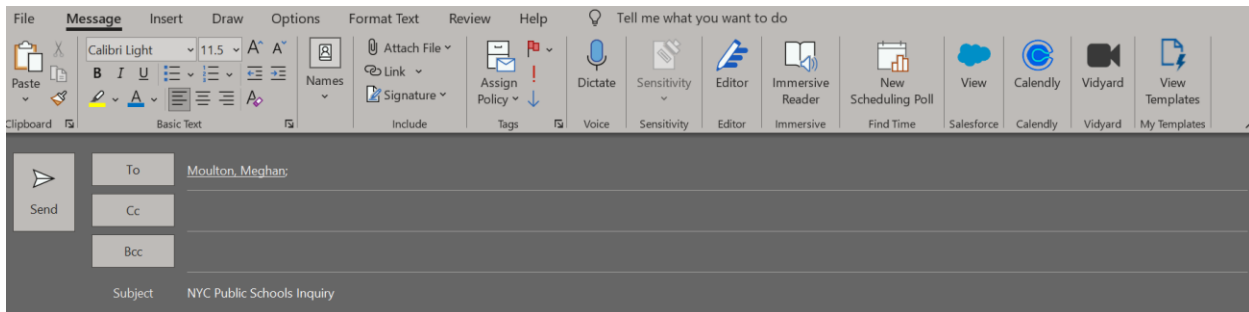 File Message Insert Draw Options Format Text Review Help Tell me what you want to do
Calibri Light 11.5 A A Attach File
B I U Link
A Signature
Paste Names Assign Policy Dictate Sensitivity Editor Immersive Reader New Scheduling Poll View Calendly Vidyard View Templates
Clipboard Basic Text Include Tags Voice Sensitivity Editor Immersive Find Time Salesforce Calendly Vidyard My Templates
Send
To Moulton, Meghan;
Cc
Bcc
Subject NYC Public Schools Inquiry